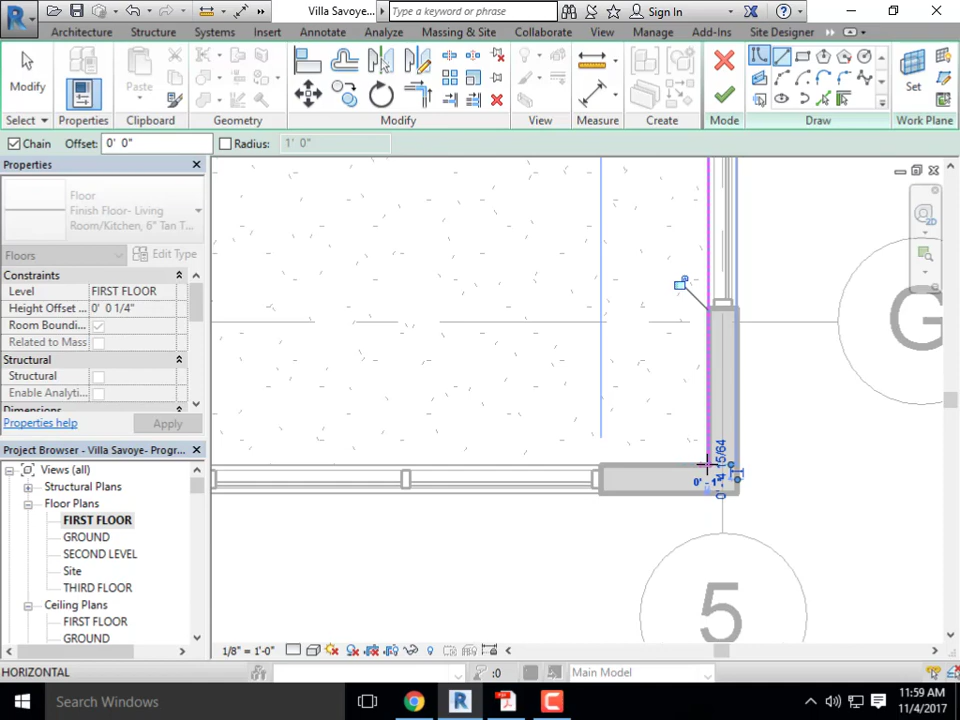 R Villa Savoye-... Type a keyword or phrase Sign In
Architecture Structure Systems Insert Annotate Analyze Massing & Site Collaborate View Manage Add-Ins Site Designer
Modify
Paste
Set
Select Properties Clipboard Geometry Modify View Measure Create Mode Draw Work Plane
Chain Offset: 0' 0" Radius: 1' 0"
Properties
Floor
Finish Floor- Living
Room/Kitchen, 6" Tan T...
Floors Edit Type
Constraints
Level FIRST FLOOR
Height Offset ... 0' 0 1/4"
Room Boundi...
Related to Mass
Structural
Structural
Enable Analyti...
Dimensions
Properties help Apply
Project Browser - Villa Savoye- Progr...
Views (all)
Structural Plans
Floor Plans
FIRST FLOOR
GROUND
SECOND LEVEL
Site
THIRD FLOOR
Ceiling Plans
FIRST FLOOR
GROUND
G
5
1/8" = 1'-0"
HORIZONTAL :0 Main Model
Search Windows
11:59 AM
11/4/2017